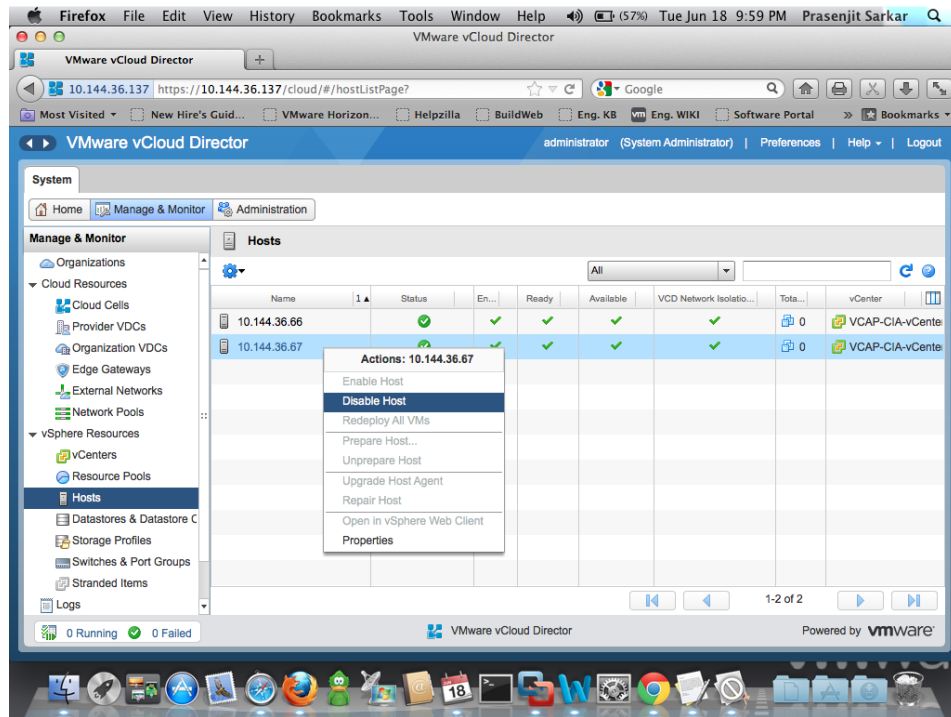 Firefox File Edit View History Bookmarks Tools Window Help (57%) Tue Jun 18 9:59 PM Prasenjit Sarkar
VMware vCloud Director
VMware vCloud Director +
10.144.36.137 https://10.144.36.137/cloud/#/hostListPage? Google
Most Visited New Hire's Guid... VMware Horizon... Helpzilla BuildWeb Eng. KB vm Eng. WIKI Software Portal » Bookmarks
VMware vCloud Director administrator (System Administrator) | Preferences | Help | Logout
System
Home Manage & Monitor Administration
Manage & Monitor
Organizations
Cloud Resources
Cloud Cells
Provider VDCs
Organization VDCs
Edge Gateways
External Networks
Network Pools
vSphere Resources
vCenters
Resource Pools
Hosts
Datastores & Datastore C
Storage Profiles
Switches & Port Groups
Stranded Items
Logs
Hosts
All
Name 1 Status En... Ready Available VCD Network Isolatio... Tota... vCenter
10.144.36.66 0 VCAP-CIA-vCente
10.144.36.67 0 VCAP-CIA-vCente
Actions: 10.144.36.67
Enable Host
Disable Host
Redeploy All VMs
Prepare Host...
Unprepare Host
Upgrade Host Agent
Repair Host
Open in vSphere Web Client
Properties
1-2 of 2
0 Running 0 Failed VMware vCloud Director Powered by vmware
18